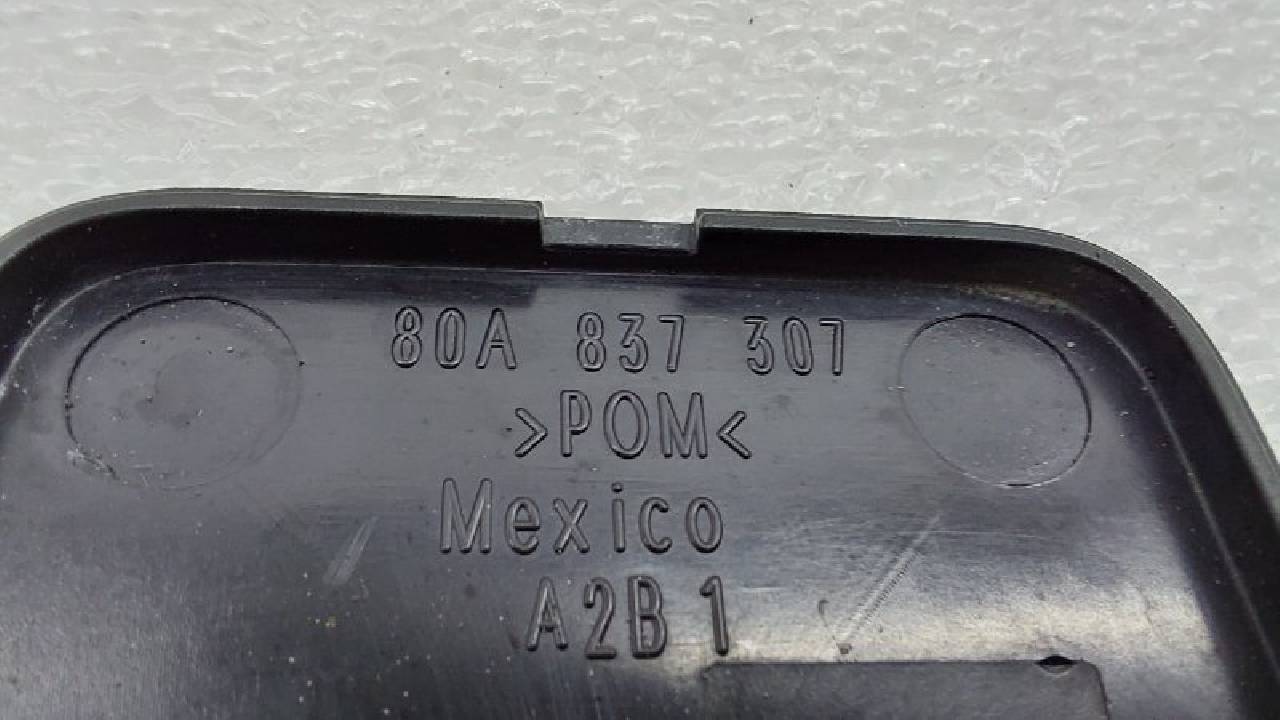 80A 837 307
>POM<
Mexico
A2B 1